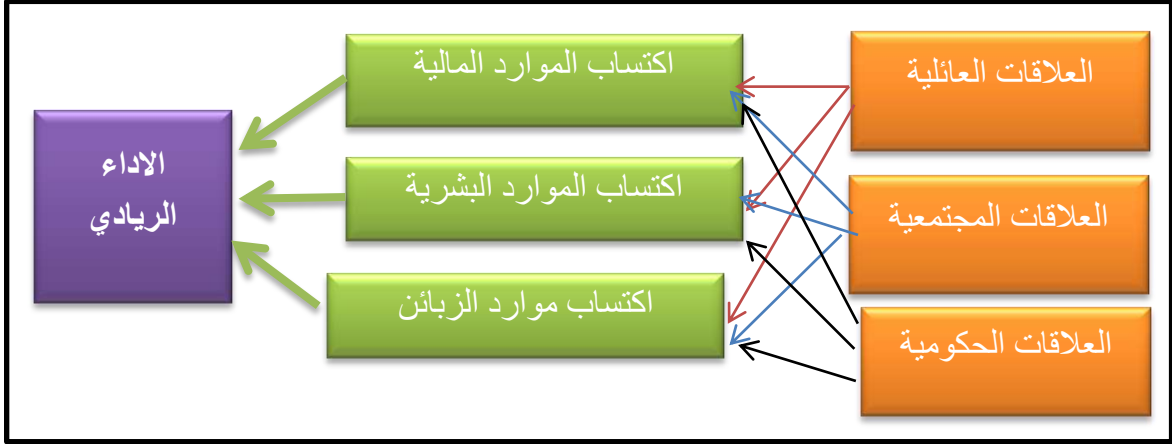 العلاقات العائلية
العلاقات المجتمعية
العلاقات الحكومية
اكتساب الموارد المالية
اكتساب الموارد البشرية
اكتساب موارد الزبائن
الاداء
الريادي